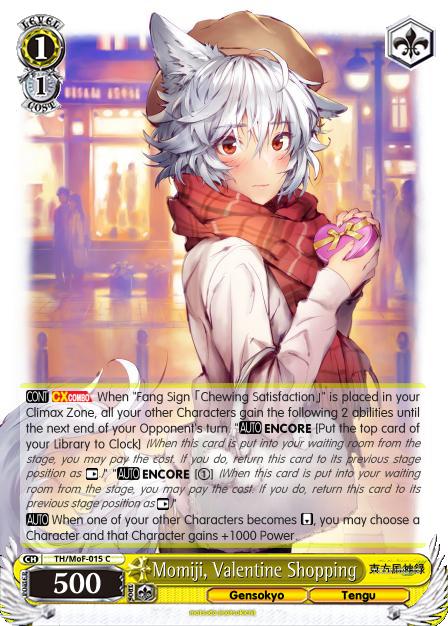 LEVEL
1
1
COST
CONT CXCOMBO When "Fang Sign「Chewing Satisfaction」" is placed in your
Climax Zone, all your other Characters gain the following 2 abilities until
the next end of your Opponent's turn. "AUTO ENCORE [Put the top card
of your Library to Clock] (When this card is put into your waiting room from the
stage, you may pay the cost. If you do, return this card to its previous stage
position as ." "AUTO ENCORE [①] (When this card is put into your waiting
room from the stage, you may pay the cost. If you do, return this card to its
previous stage position as ."
AUTO When one of your other Characters becomes , you may choose a
Character and that Character gains +1000 Power.
CH TH/MoF-015 C
POWER 500 SOUL Momiji, Valentine Shopping
Gensokyo Tengu